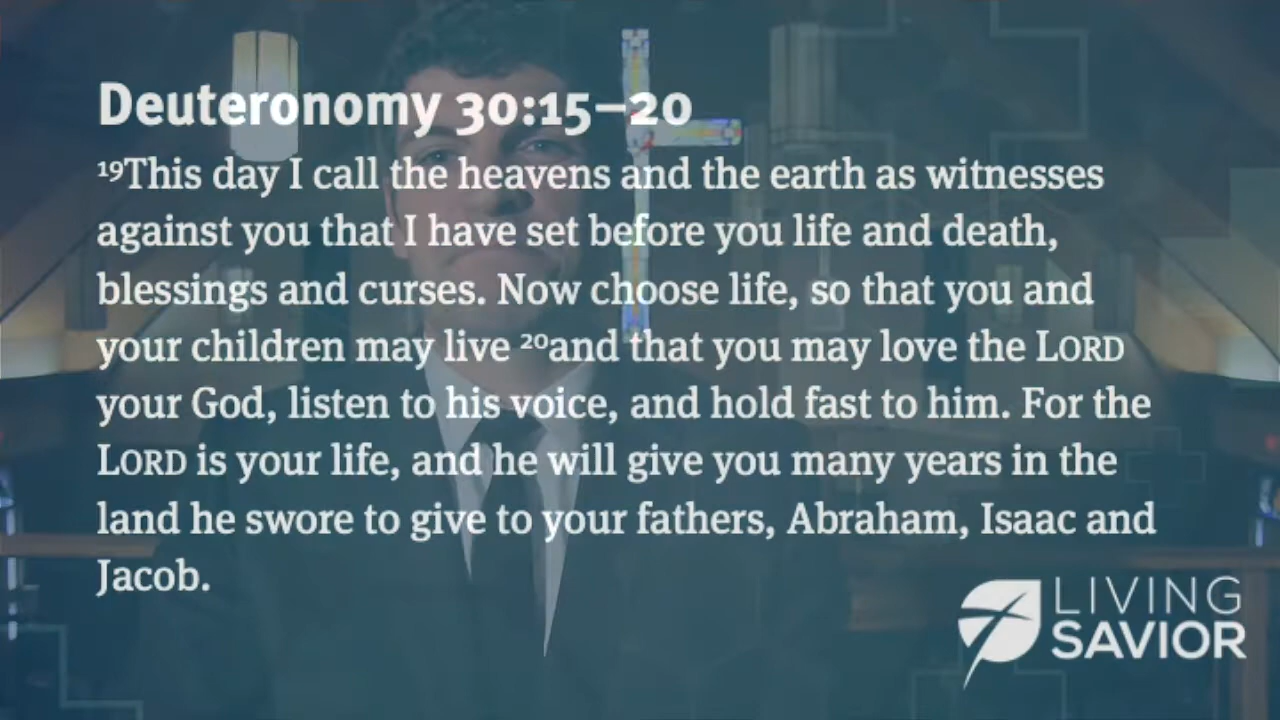 Deuteronomy 30:15–20
¹⁹This day I call the heavens and the earth as witnesses
against you that I have set before you life and death,
blessings and curses. Now choose life, so that you and
your children may live ²⁰and that you may love the LORD
your God, listen to his voice, and hold fast to him. For the
LORD is your life, and he will give you many years in the
land he swore to give to your fathers, Abraham, Isaac and
Jacob.
LIVING
SAVIOR